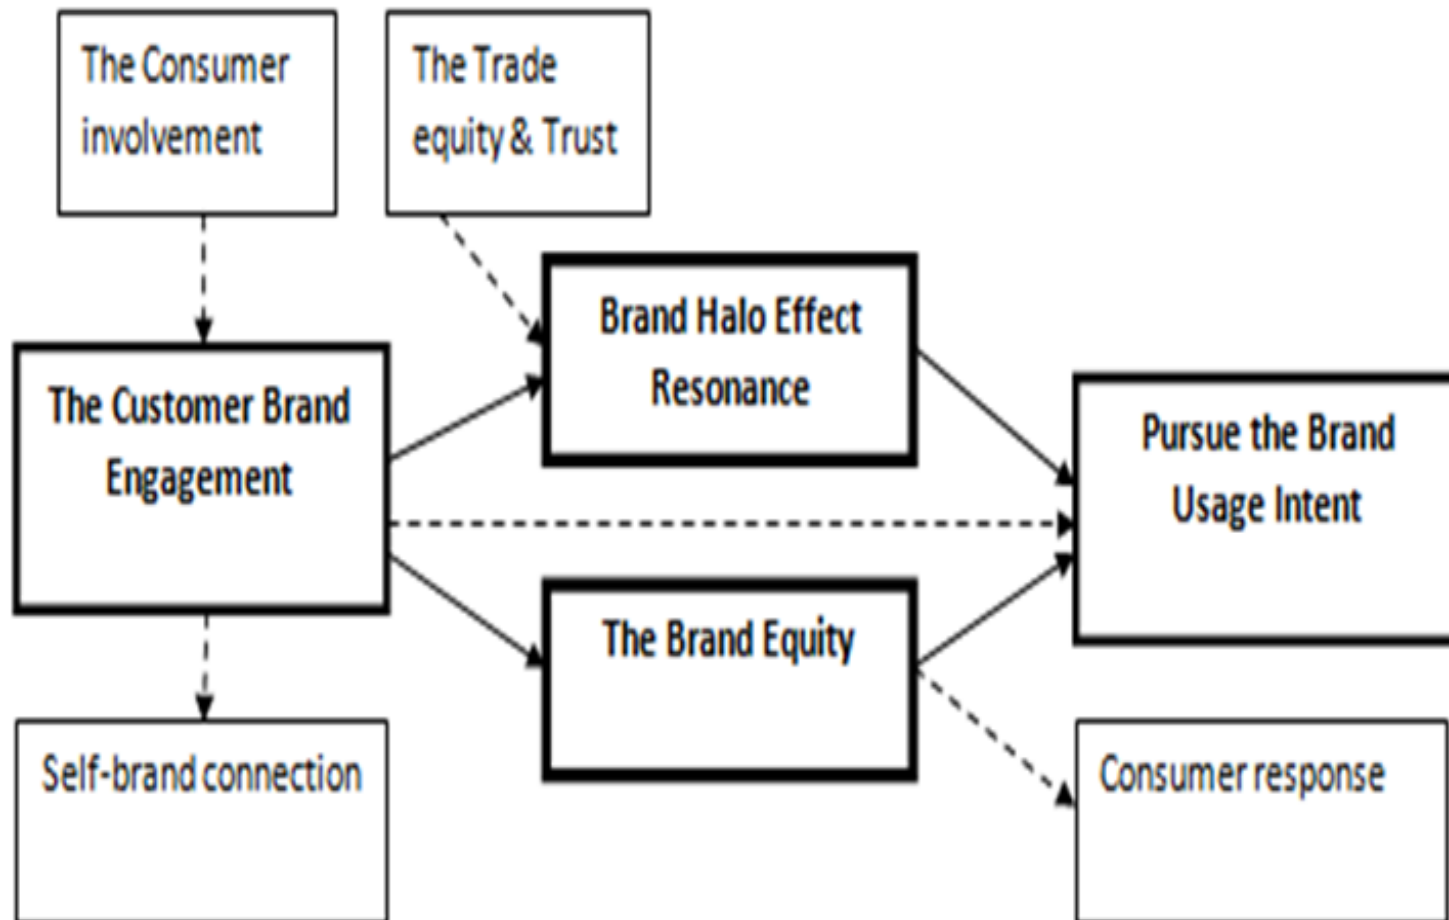 The Consumer
involvement
The Trade
equity & Trust
Brand Halo Effect
Resonance
The Customer Brand
Engagement
Pursue the Brand
Usage Intent
The Brand Equity
Self-brand connection
Consumer response